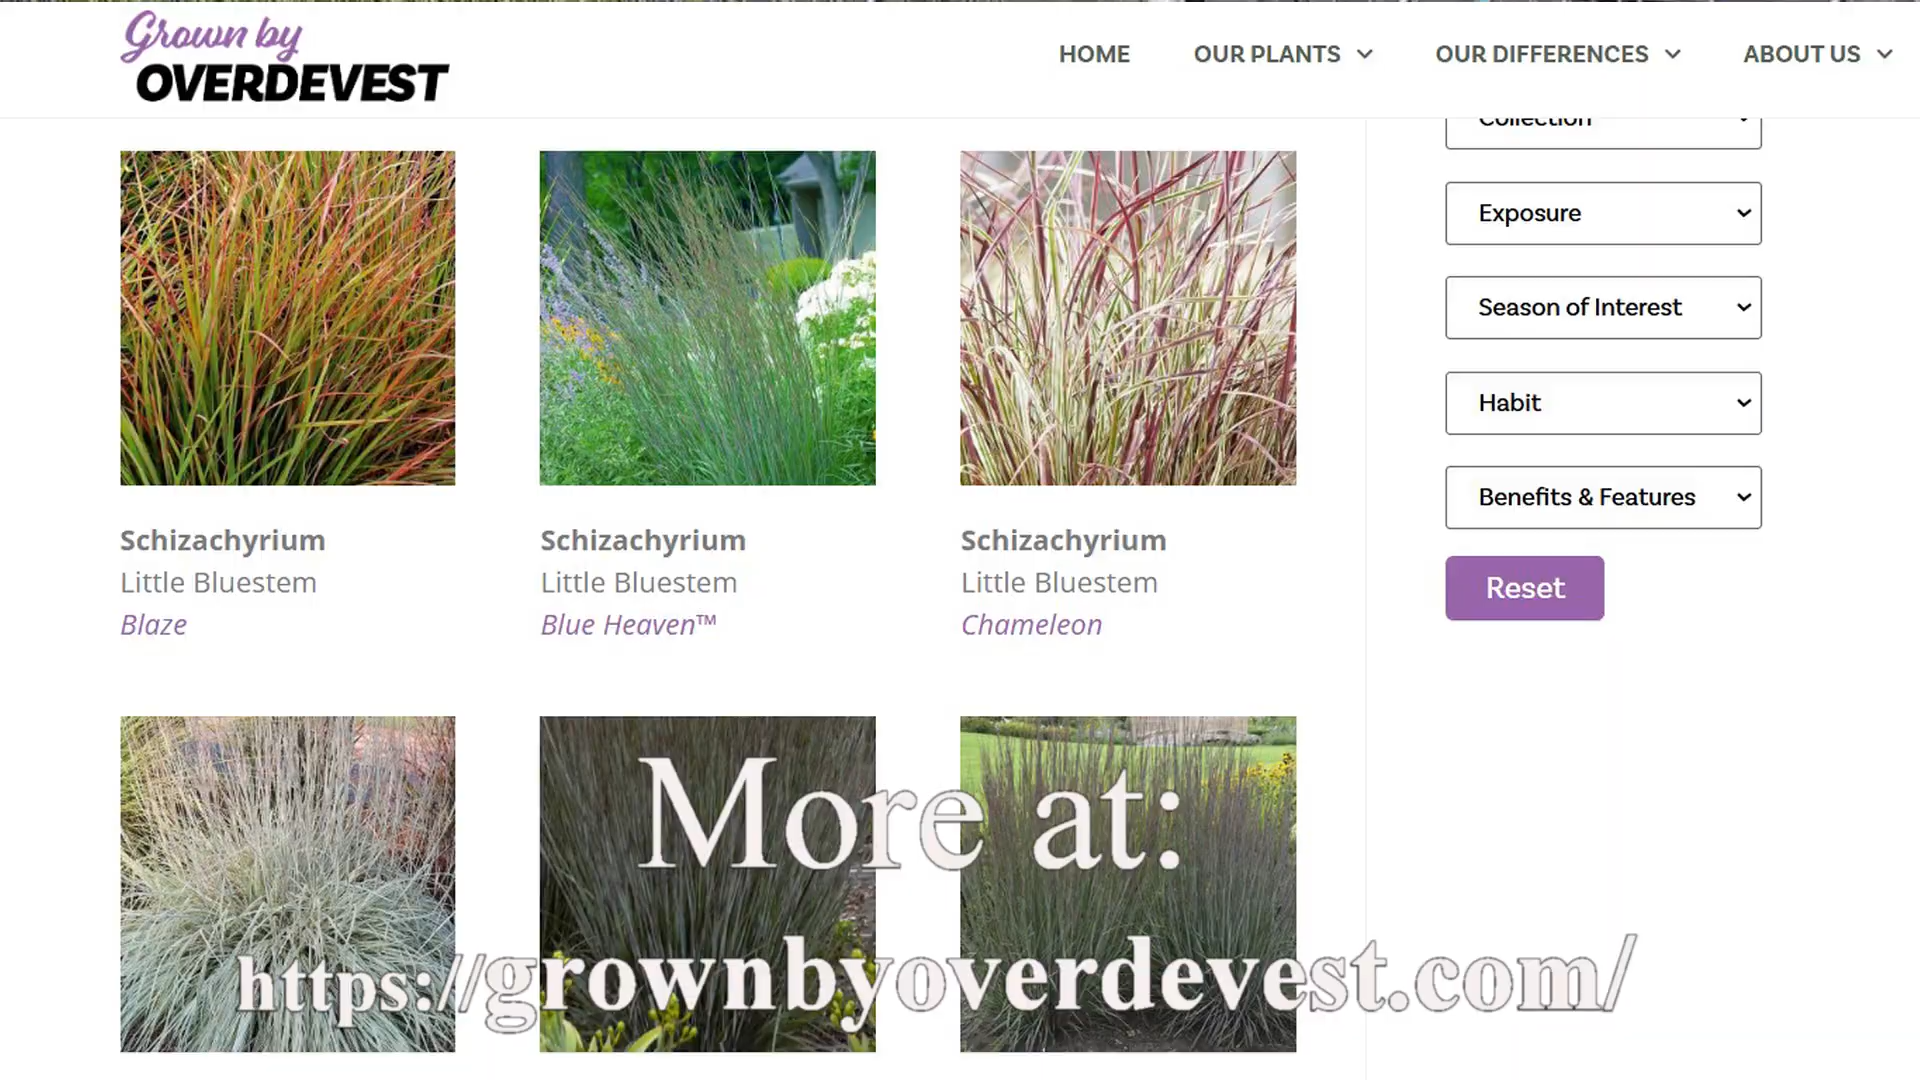 Grown by
OVERDEVEST
HOME OUR PLANTS OUR DIFFERENCES ABOUT US
Collection
Exposure
Season of Interest
Habit
Benefits & Features
Reset
Schizachyrium
Little Bluestem
Blaze
Schizachyrium
Little Bluestem
Blue Heaven™
Schizachyrium
Little Bluestem
Chameleon
More at:
https://grownbyoverdevest.com/